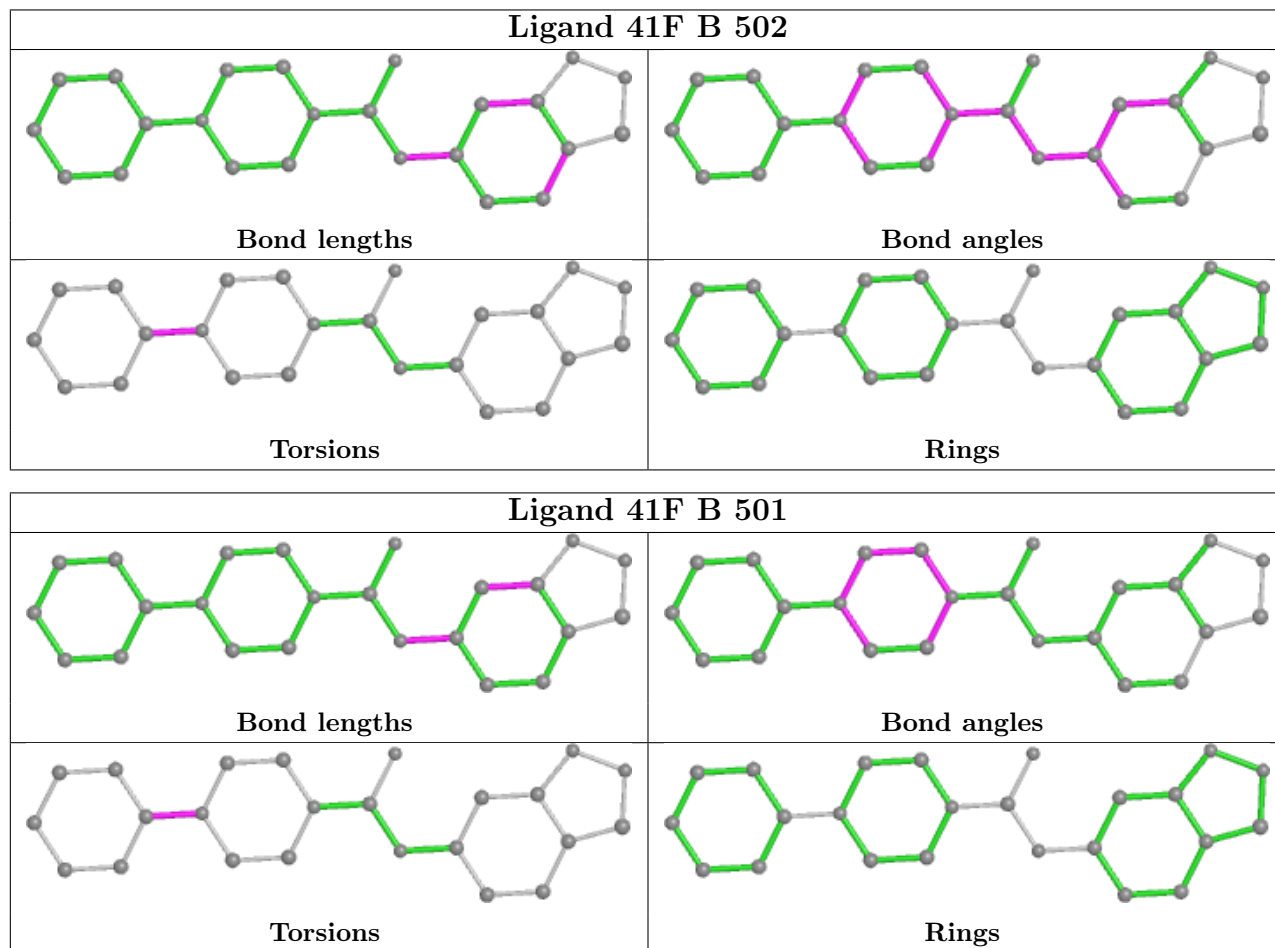 Ligand 41F B 502
Bond lengths
Bond angles
Torsions
Rings
Ligand 41F B 501
Bond lengths
Bond angles
Torsions
Rings